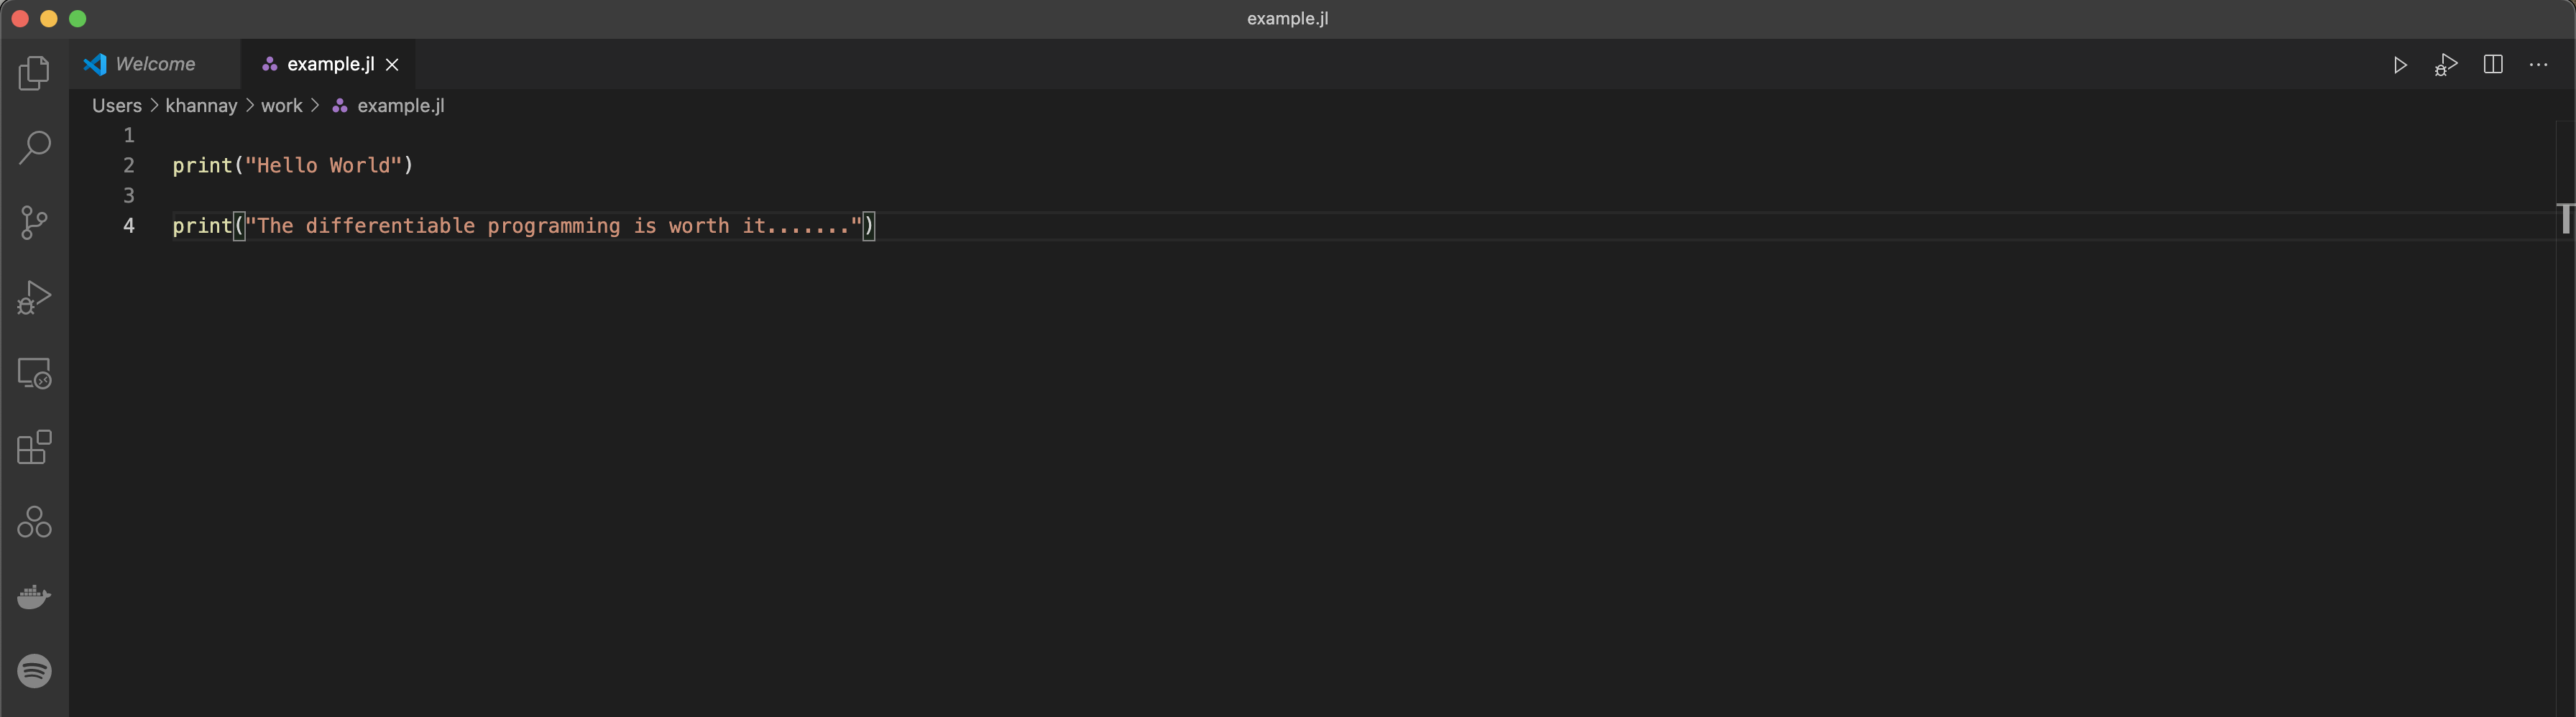 example.jl
Welcome example.jl
Users > khannay > work > example.jl
1
2 print("Hello World")
3
4 print("The differentiable programming is worth it.......")